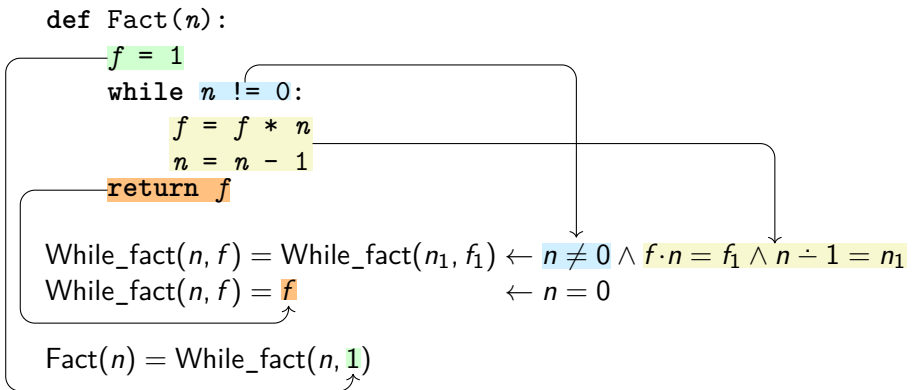 def Fact(n):
f = 1
while n != 0:
f = f * n
n = n - 1
return f
While_fact(n, f) = While_fact(n₁, f₁) ← n ≠ 0 ∧ f·n = f₁ ∧ n ∸ 1 = n₁
While_fact(n, f) = f ← n = 0
Fact(n) = While_fact(n, 1)